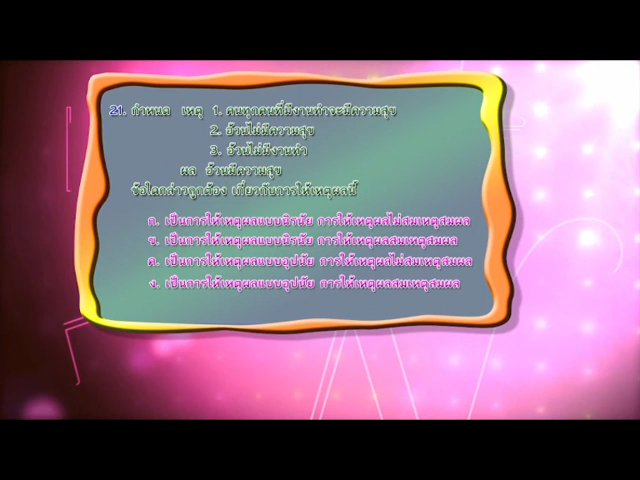 21. กำหนด เหตุ 1. คนทุกคนที่มีงานทำจะมีความสุข
2. อ้วนไม่มีความสุข
3. อ้วนไม่มีงานทำ
ผล อ้วนมีความสุข
ข้อใดกล่าวถูกต้อง เกี่ยวกับการให้เหตุผลนี้
ก. เป็นการให้เหตุผลแบบนิรนัย การให้เหตุผลไม่สมเหตุสมผล
ข. เป็นการให้เหตุผลแบบนิรนัย การให้เหตุผลสมเหตุสมผล
ค. เป็นการให้เหตุผลแบบอุปนัย การให้เหตุผลไม่สมเหตุสมผล
ง. เป็นการให้เหตุผลแบบอุปนัย การให้เหตุผลสมเหตุสมผล